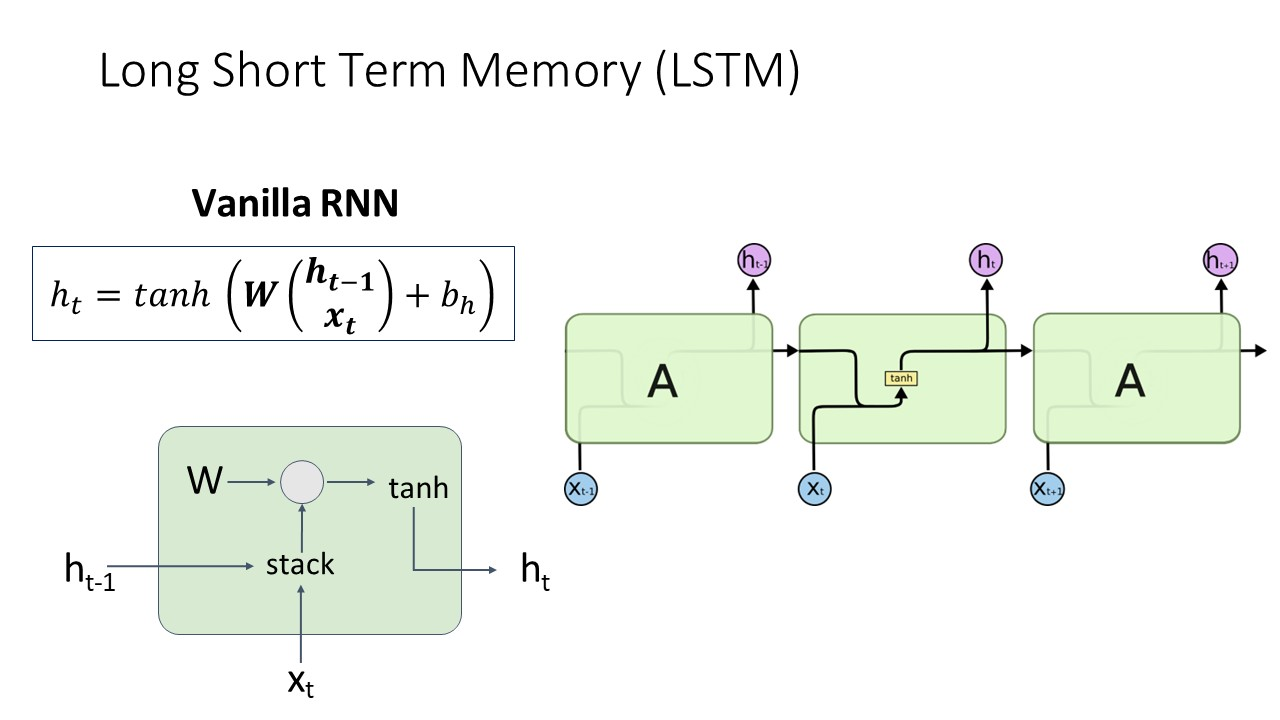 Long Short Term Memory (LSTM)
Vanilla RNN
h_t = tanh (W (h_{t−1} x_t) + b_h)
W
tanh
stack
h_{t-1}
h_t
x_t
h_{t-1}
h_t
h_{t+1}
A
tanh
A
x_{t-1}
x_t
x_{t+1}